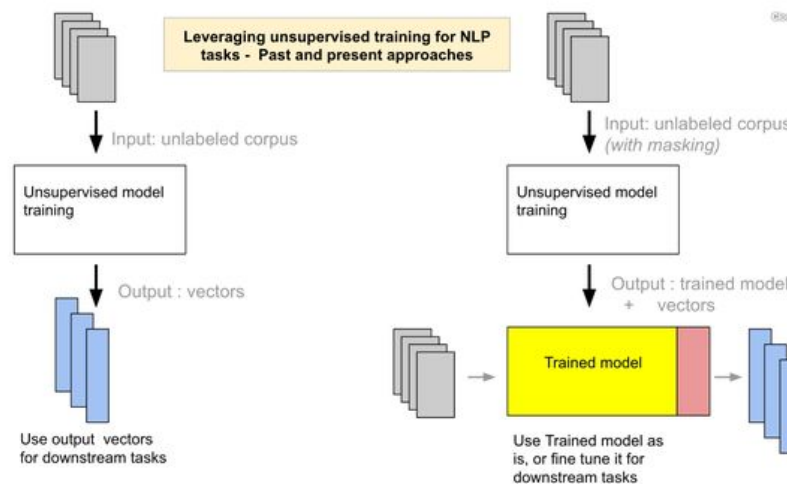 Leveraging unsupervised training for NLP
tasks - Past and present approaches
Input: unlabeled corpus
Unsupervised model
training
Output : vectors
Use output vectors
for downstream tasks
Input: unlabeled corpus
(with masking)
Unsupervised model
training
Output : trained model
+ vectors
Trained model
Use Trained model as
is, or fine tune it for
downstream tasks